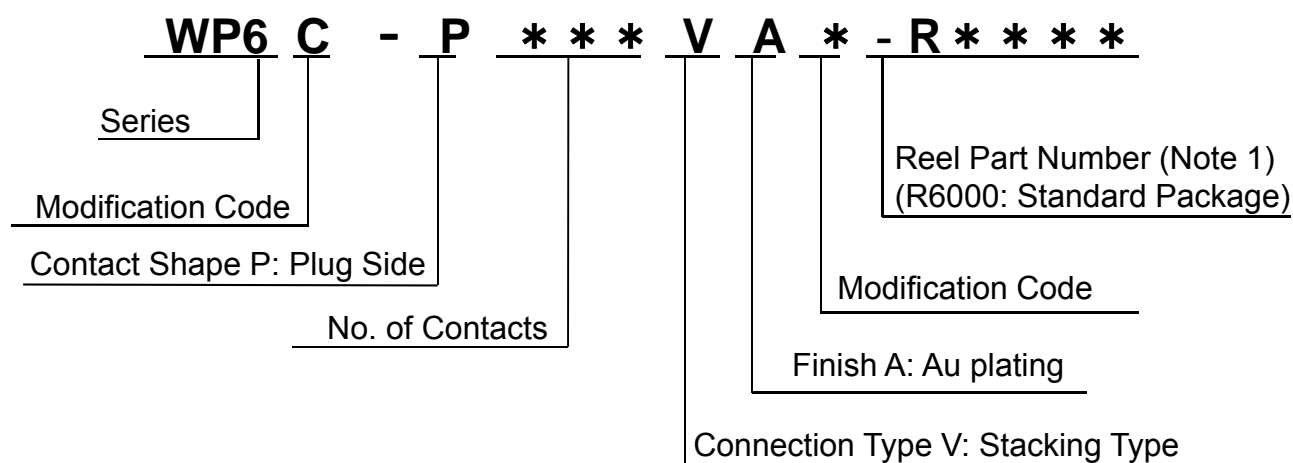 WP6 C - P * * * V A * - R * * * *
Series
Reel Part Number (Note 1)
(R6000: Standard Package)
Modification Code
Contact Shape P: Plug Side
Modification Code
No. of Contacts
Finish A: Au plating
Connection Type V: Stacking Type